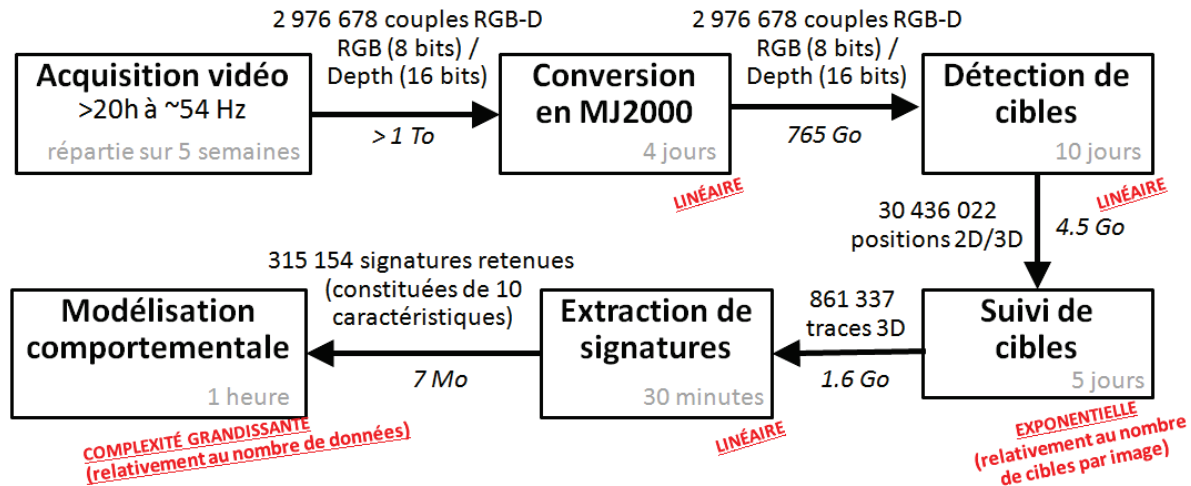 Acquisition vidéo
>20h à ~54 Hz
répartie sur 5 semaines
2 976 678 couples RGB-D
RGB (8 bits) /
Depth (16 bits)
> 1 To
Conversion
en MJ2000
4 jours
LINÉAIRE
2 976 678 couples RGB-D
RGB (8 bits) /
Depth (16 bits)
765 Go
Détection de
cibles
10 jours
LINÉAIRE
30 436 022
positions 2D/3D
4.5 Go
Suivi de
cibles
5 jours
EXPONENTIELLE
(relativement au nombre
de cibles par image)
861 337
traces 3D
1.6 Go
Extraction de
signatures
30 minutes
LINÉAIRE
315 154 signatures retenues
(constituées de 10
caractéristiques)
7 Mo
Modélisation
comportementale
1 heure
COMPLEXITÉ GRANDISSANTE
(relativement au nombre de données)